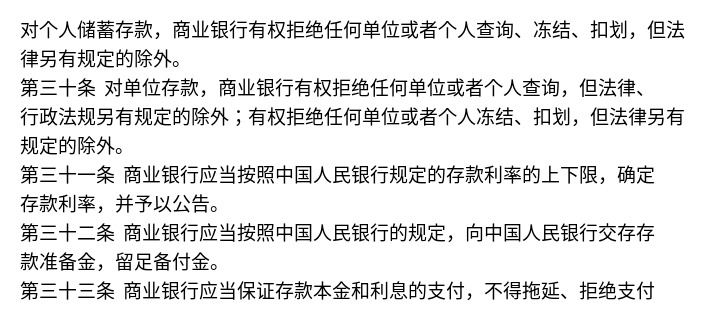 对个人储蓄存款，商业银行有权拒绝任何单位或者个人查询、冻结、扣划，但法
律另有规定的除外。
第三十条 对单位存款，商业银行有权拒绝任何单位或者个人查询，但法律、
行政法规另有规定的除外；有权拒绝任何单位或者个人冻结、扣划，但法律另有
规定的除外。
第三十一条 商业银行应当按照中国人民银行规定的存款利率的上下限，确定
存款利率，并予以公告。
第三十二条 商业银行应当按照中国人民银行的规定，向中国人民银行交存存
款准备金，留足备付金。
第三十三条 商业银行应当保证存款本金和利息的支付，不得拖延、拒绝支付